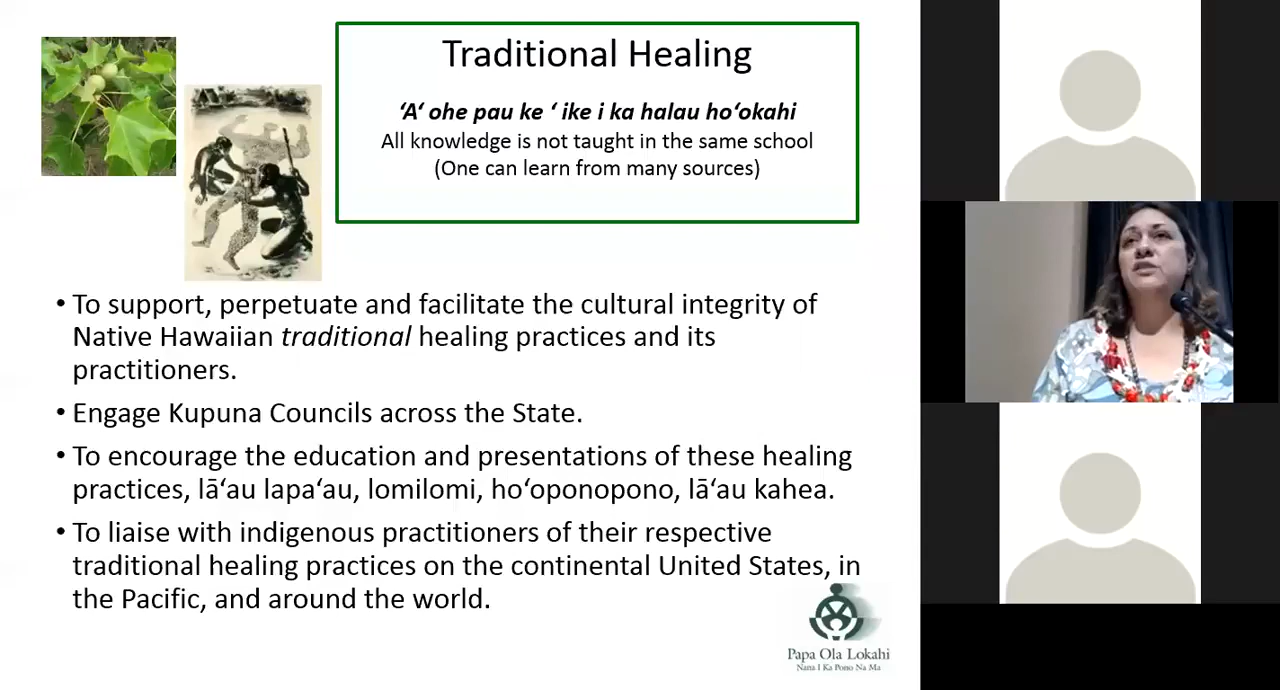 Traditional Healing
ʻAʻ ohe pau ke ʻ ike i ka halau hoʻokahi
All knowledge is not taught in the same school
(One can learn from many sources)
• To support, perpetuate and facilitate the cultural integrity of
Native Hawaiian traditional healing practices and its
practitioners.
• Engage Kupuna Councils across the State.
• To encourage the education and presentations of these healing
practices, lāʻau lapaʻau, lomilomi, hoʻoponopono, lāʻau kahea.
• To liaise with indigenous practitioners of their respective
traditional healing practices on the continental United States, in
the Pacific, and around the world.
Papa Ola Lokahi
Nana I Ka Pono Na Ma